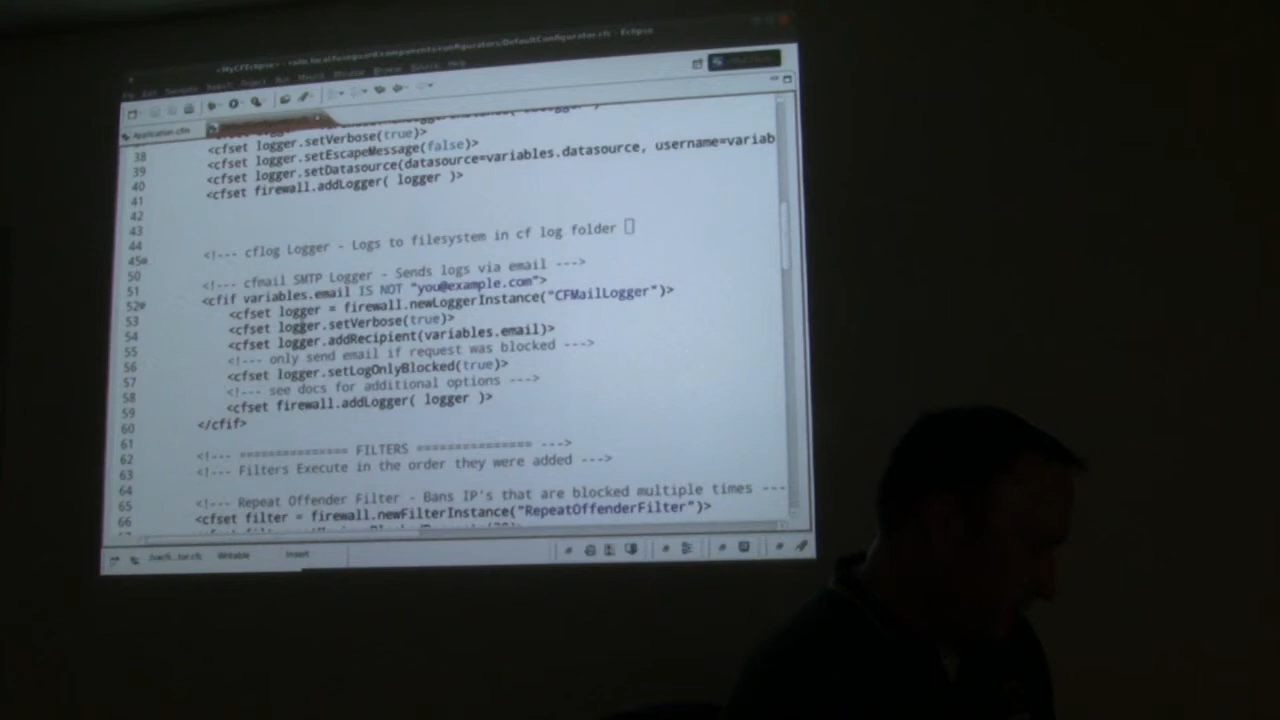 Application.cfm
38 <cfset logger.setVerbose(true)>
39 <cfset logger.setEscapeMessage(false)>
40 <cfset logger.setDatasource(datasource=variables.datasource, username=variab
41 <cfset firewall.addLogger( logger )>
42
43
44 <!--- cflog Logger - Logs to filesystem in cf log folder
45
50 <!--- cfmail SMTP Logger - Sends logs via email --->
51 <cfif variables.email IS NOT "you@example.com">
52 <cfset logger = firewall.newLoggerInstance("CFMailLogger")>
53 <cfset logger.setVerbose(true)>
54 <cfset logger.addRecipient(variables.email)>
55 <!--- only send email if request was blocked --->
56 <cfset logger.setLogOnlyBlocked(true)>
57 <!--- see docs for additional options --->
58 <cfset firewall.addLogger( logger )>
59 </cfif>
60
61 <!--- =============== FILTERS =============== --->
62 <!--- Filters Execute in the order they were added --->
63
64 <!--- Repeat Offender Filter - Bans IP's that are blocked multiple times ---
65 <cfset filter = firewall.newFilterInstance("RepeatOffenderFilter")>
66
Writable Insert